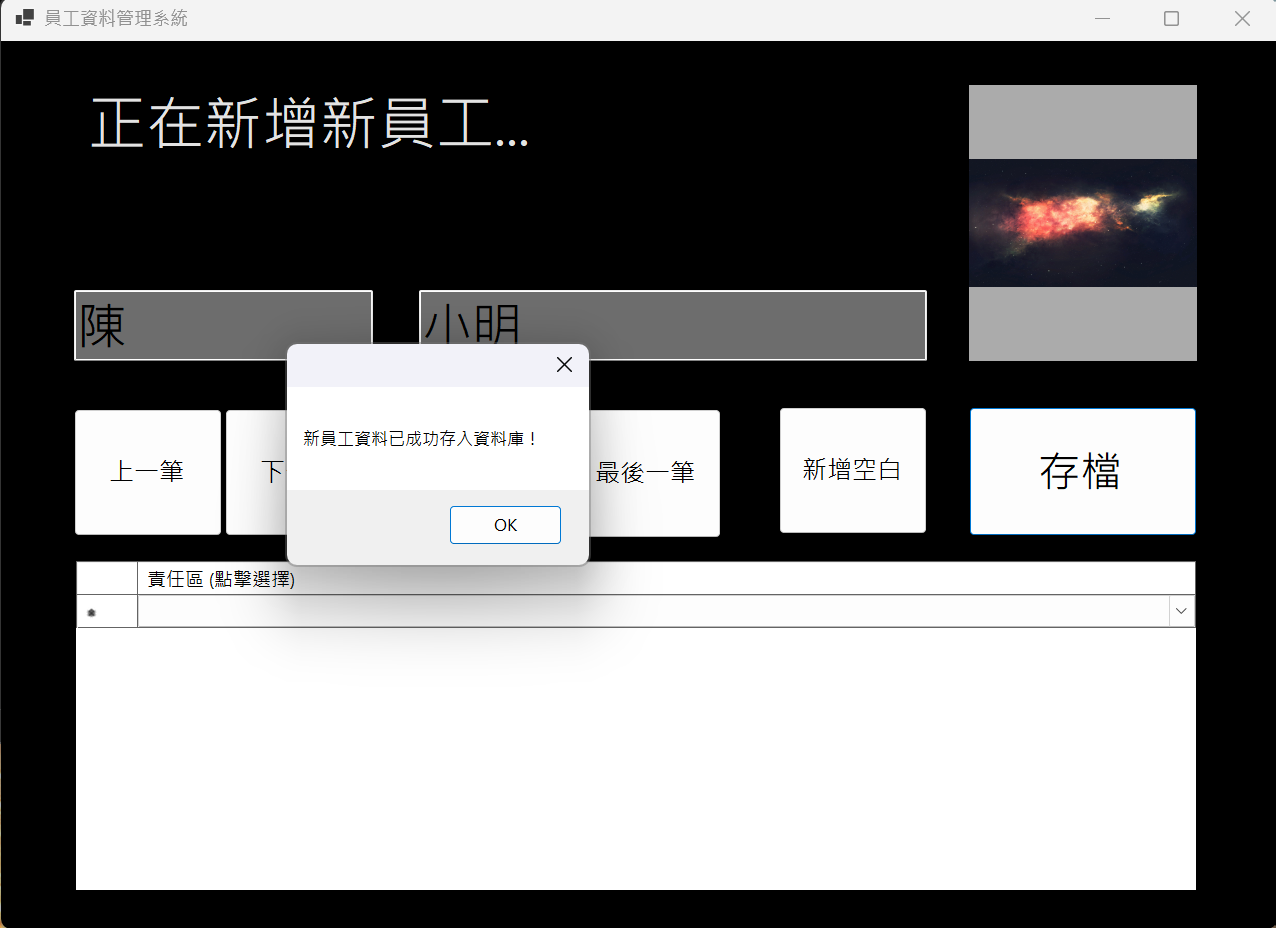 員工資料管理系統
正在新增新員工...
陳
小明
新員工資料已成功存入資料庫！
OK
上一筆
下
最後一筆
新增空白
存檔
責任區 (點擊選擇)